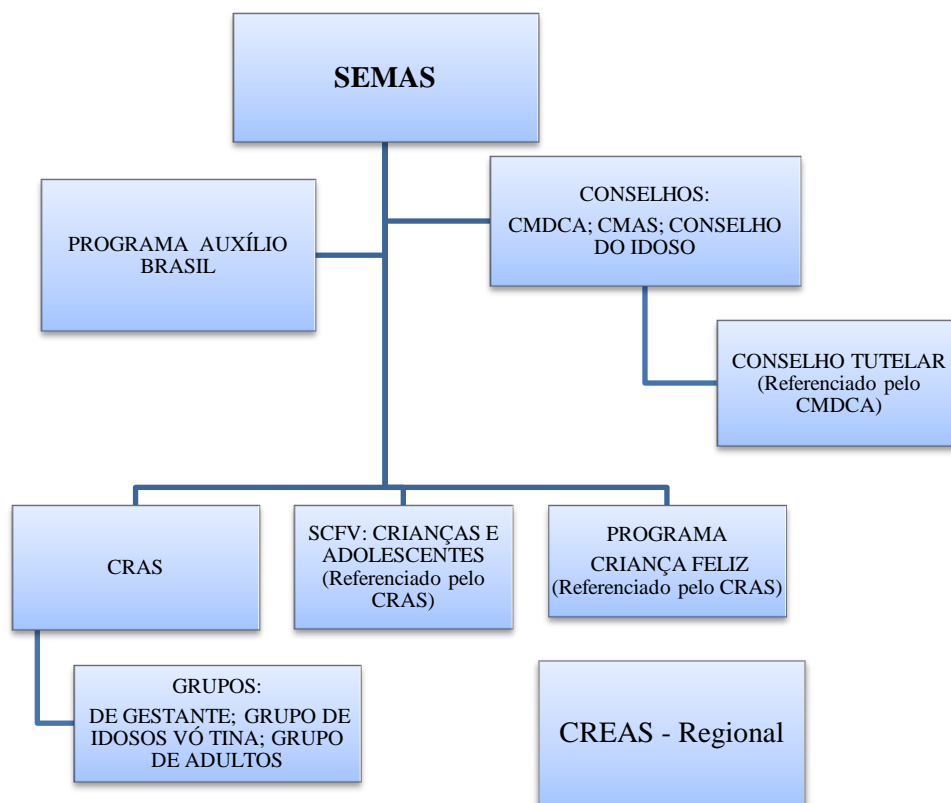 SEMAS
PROGRAMA AUXÍLIO
BRASIL
CONSELHOS:
CMDCA; CMAS; CONSELHO
DO IDOSO
CONSELHO TUTELAR
(Referenciado pelo
CMDCA)
CRAS
SCFV: CRIANÇAS E
ADOLESCENTES
(Referenciado pelo
CRAS)
PROGRAMA
CRIANÇA FELIZ
(Referenciado pelo CRAS)
GRUPOS:
DE GESTANTE; GRUPO DE
IDOSOS VÓ TINA; GRUPO
DE ADULTOS
CREAS - Regional